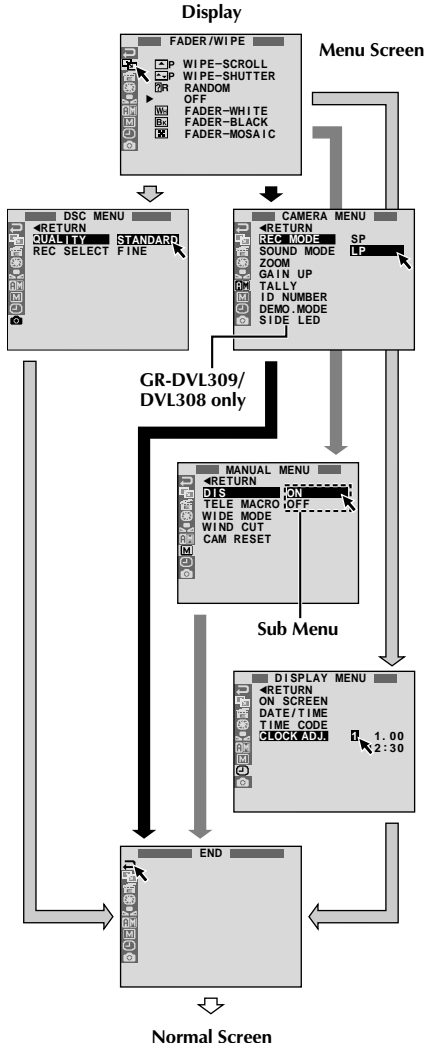 Display
FADER/WIPE
Menu Screen
P WIPE-SCROLL
P WIPE-SHUTTER
R RANDOM
OFF
WH FADER-WHITE
BK FADER-BLACK
FADER-MOSAIC
DSC MENU
◀RETURN
QUALITY STANDARD
REC SELECT FINE
CAMERA MENU
◀RETURN
REC MODE SP
SOUND MODE LP
ZOOM
GAIN UP
TALLY
ID NUMBER
DEMO.MODE
SIDE LED
GR-DVL309/
DVL308 only
MANUAL MENU
◀RETURN
DIS ON
TELE MACRO OFF
WIDE MODE
WIND CUT
CAM RESET
Sub Menu
DISPLAY MENU
◀RETURN
ON SCREEN
DATE/TIME
TIME CODE
CLOCK ADJ. 1. 1.00
2:30
END
Normal Screen